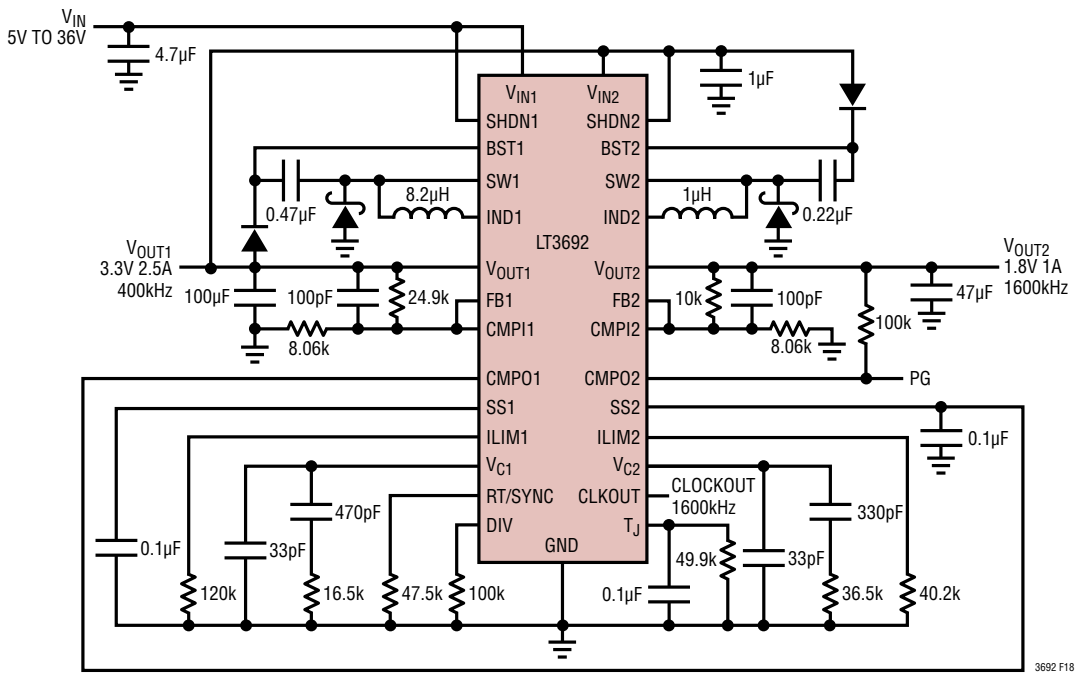 VIN
5V TO 36V
4.7µF
1µF
VIN1
VIN2
SHDN1
SHDN2
BST1
BST2
SW1
SW2
0.47µF
8.2µH
1µH
0.22µF
IND1
IND2
LT3692
VOUT1
3.3V 2.5A
400kHz
VOUT1
VOUT2
VOUT2
1.8V 1A
1600kHz
100µF
100pF
24.9k
FB1
FB2
10k
100pF
47µF
8.06k
CMPI1
CMPI2
8.06k
100k
CMPO1
CMPO2
PG
SS1
SS2
ILIM1
ILIM2
0.1µF
VC1
VC2
RT/SYNC
CLKOUT
CLOCKOUT
1600kHz
470pF
330pF
DIV
TJ
GND
0.1µF
33pF
49.9k
33pF
120k
16.5k
47.5k
100k
0.1µF
36.5k
40.2k
3692 F18